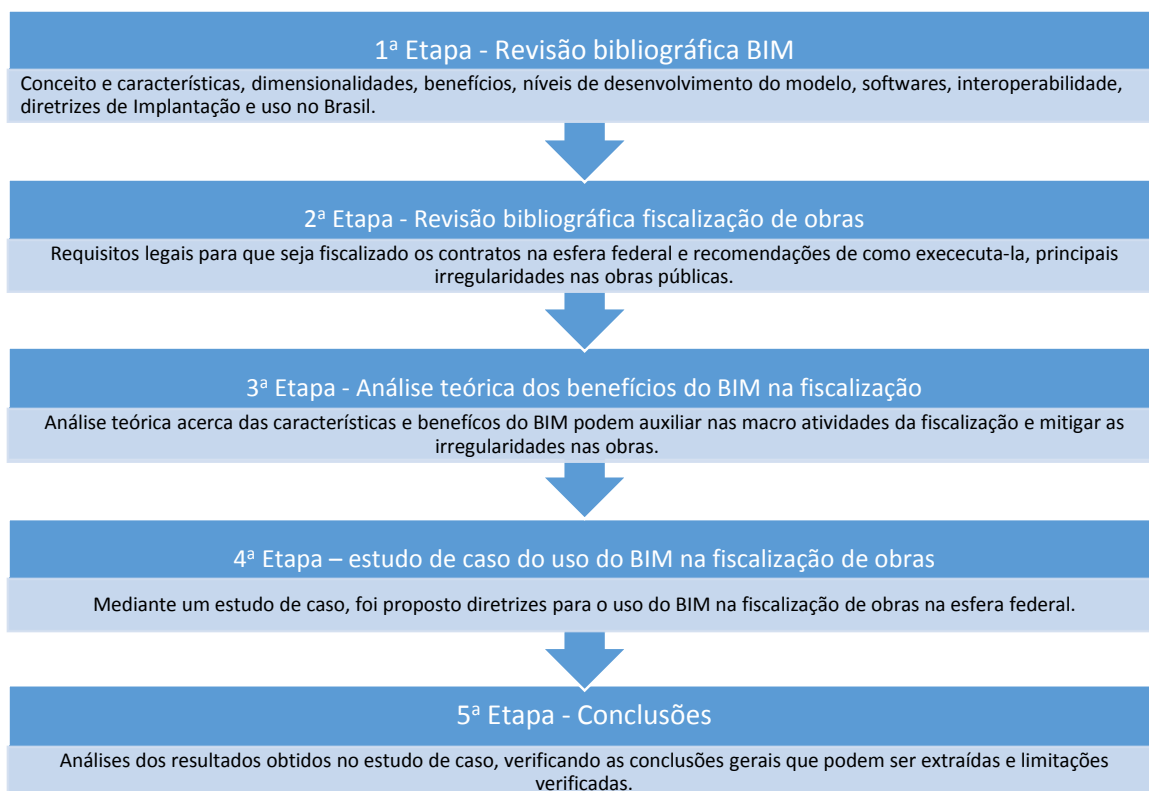 1ª Etapa - Revisão bibliográfica BIM
Conceito e características, dimensionalidades, benefícios, níveis de desenvolvimento do modelo, softwares, interoperabilidade,
diretrizes de Implantação e uso no Brasil.
2ª Etapa - Revisão bibliográfica fiscalização de obras
Requisitos legais para que seja fiscalizado os contratos na esfera federal e recomendações de como exececuta-la, principais
irregularidades nas obras públicas.
3ª Etapa - Análise teórica dos benefícios do BIM na fiscalização
Análise teórica acerca das características e benefícos do BIM podem auxiliar nas macro atividades da fiscalização e mitigar as
irregularidades nas obras.
4ª Etapa – estudo de caso do uso do BIM na fiscalização de obras
Mediante um estudo de caso, foi proposto diretrizes para o uso do BIM na fiscalização de obras na esfera federal.
5ª Etapa - Conclusões
Análises dos resultados obtidos no estudo de caso, verificando as conclusões gerais que podem ser extraídas e limitações
verificadas.